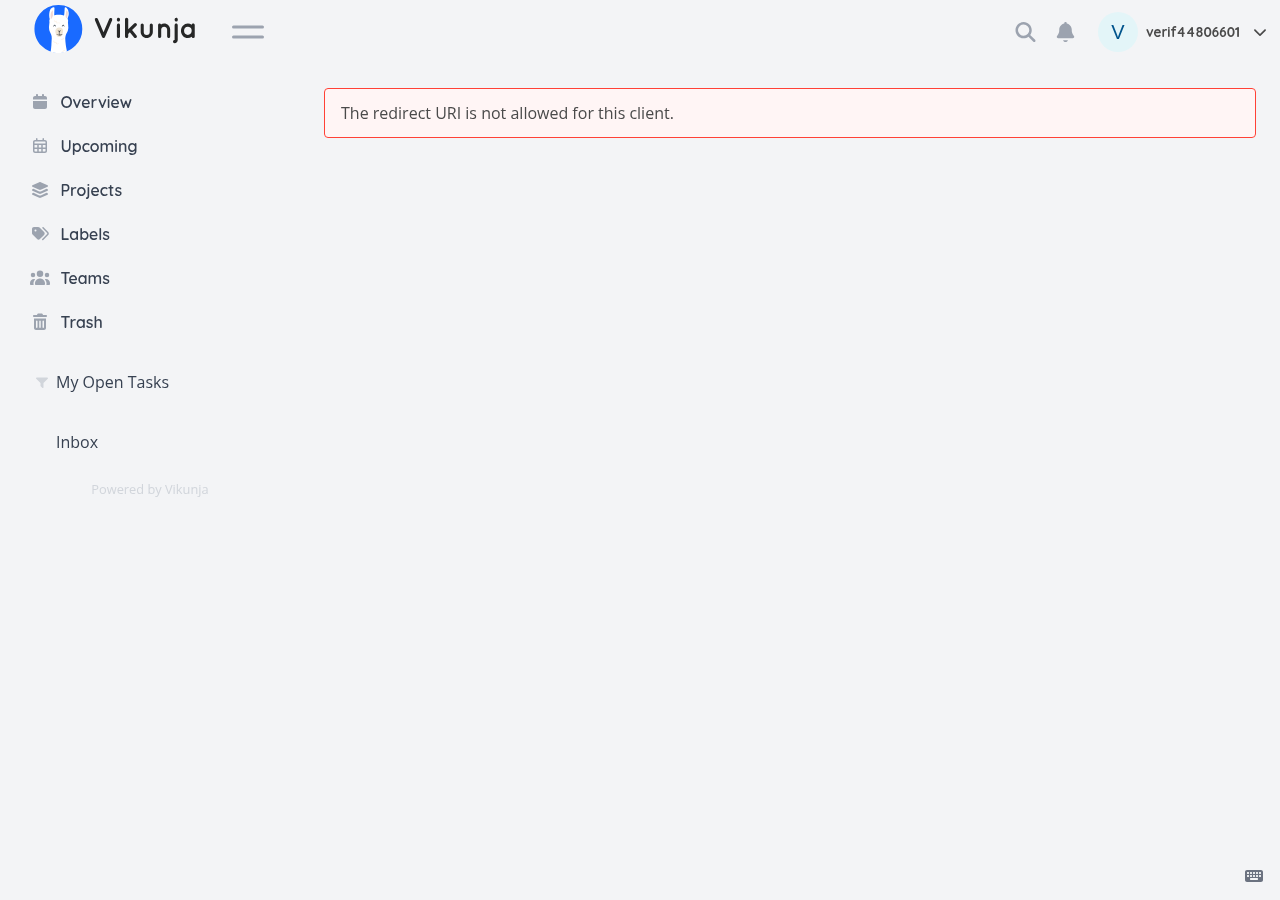 Vikunja
V
verif44806601
Overview
Upcoming
Projects
Labels
Teams
Trash
My Open Tasks
Inbox
Powered by Vikunja
The redirect URI is not allowed for this client.